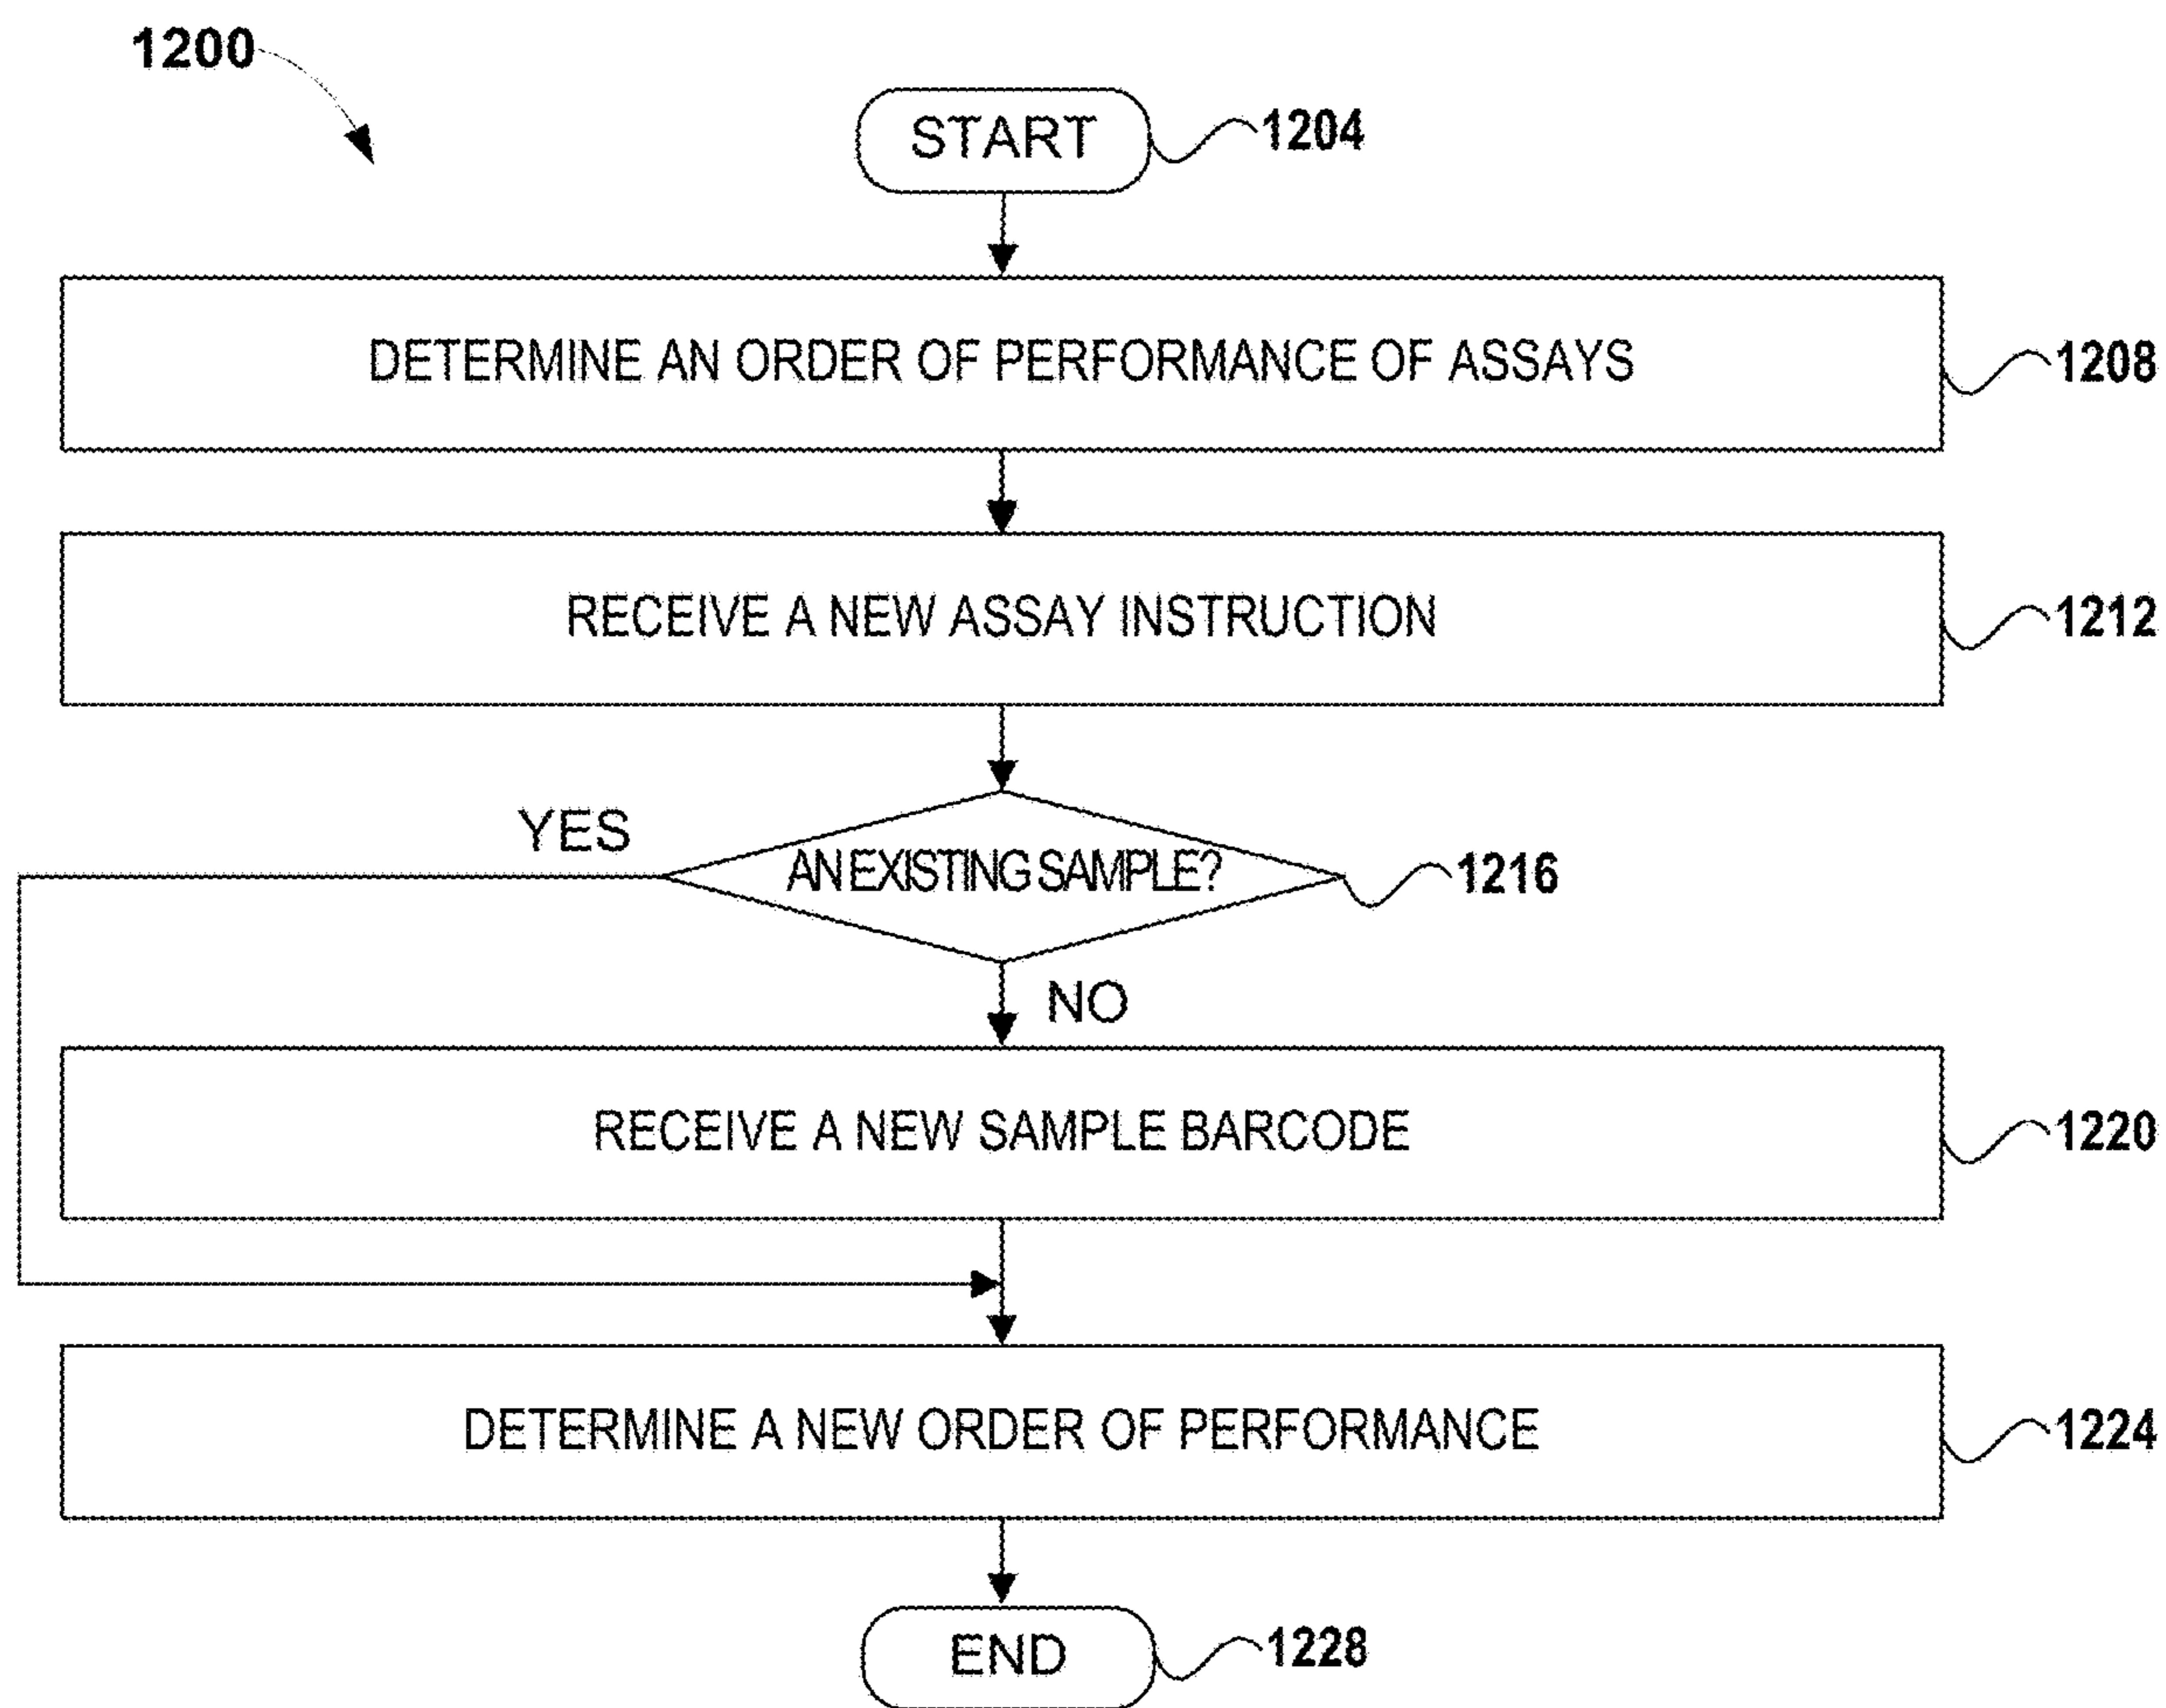 1200
START
1204
DETERMINE AN ORDER OF PERFORMANCE OF ASSAYS
1208
RECEIVE A NEW ASSAY INSTRUCTION
1212
YES
AN EXISTING SAMPLE?
1216
NO
RECEIVE A NEW SAMPLE BARCODE
1220
DETERMINE A NEW ORDER OF PERFORMANCE
1224
END
1228